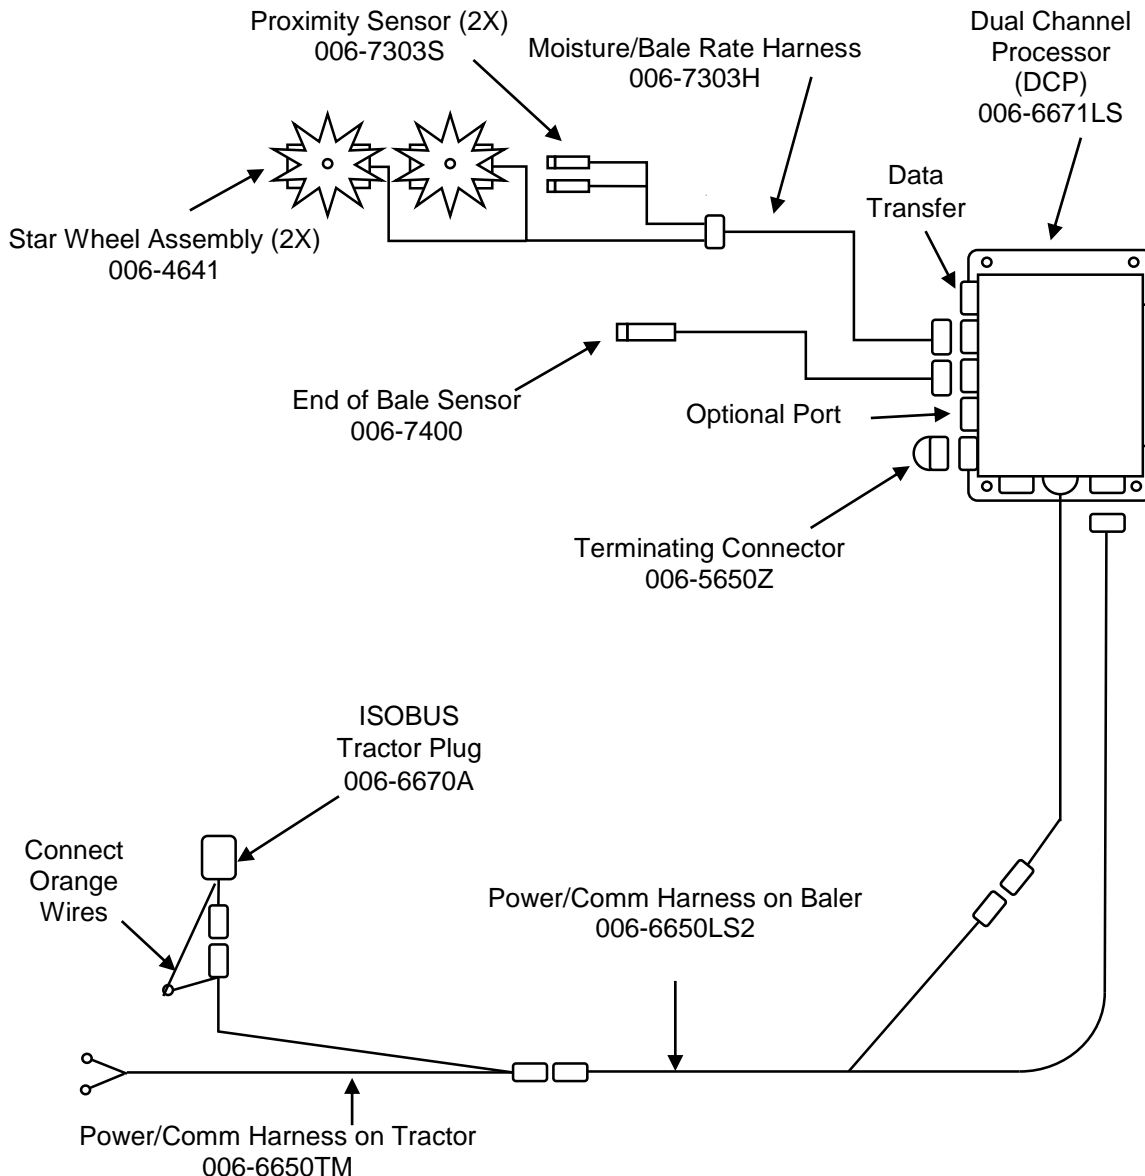 Proximity Sensor (2X)
006-7303S
Moisture/Bale Rate Harness
006-7303H
Dual Channel
Processor
(DCP)
006-6671LS
Data
Transfer
Star Wheel Assembly (2X)
006-4641
End of Bale Sensor
006-7400
Optional Port
Terminating Connector
006-5650Z
ISOBUS
Tractor Plug
006-6670A
Connect
Orange
Wires
Power/Comm Harness on Baler
006-6650LS2
Power/Comm Harness on Tractor
006-6650TM